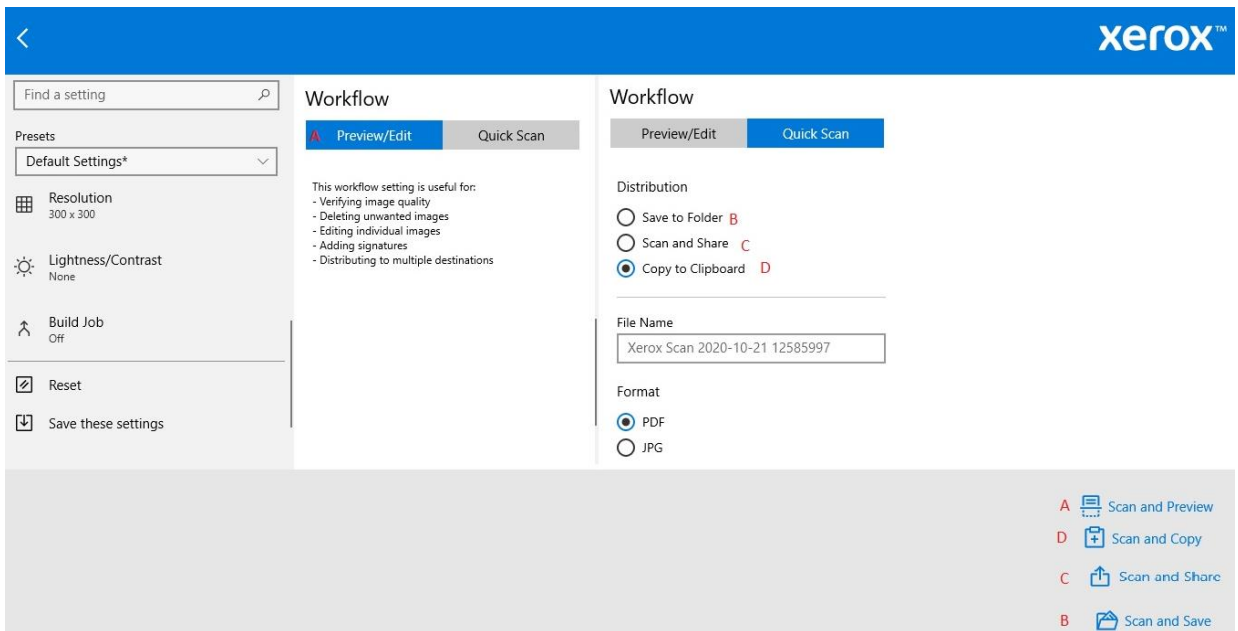 xerox™
Find a setting
Presets
Default Settings*
Resolution
300 x 300
Lightness/Contrast
None
Build Job
Off
Reset
Save these settings
Workflow
A Preview/Edit Quick Scan
This workflow setting is useful for:
- Verifying image quality
- Deleting unwanted images
- Editing individual images
- Adding signatures
- Distributing to multiple destinations
Workflow
Preview/Edit Quick Scan
Distribution
Save to Folder B
Scan and Share C
Copy to Clipboard D
File Name
Xerox Scan 2020-10-21 12585997
Format
PDF
JPG
A Scan and Preview
D Scan and Copy
C Scan and Share
B Scan and Save